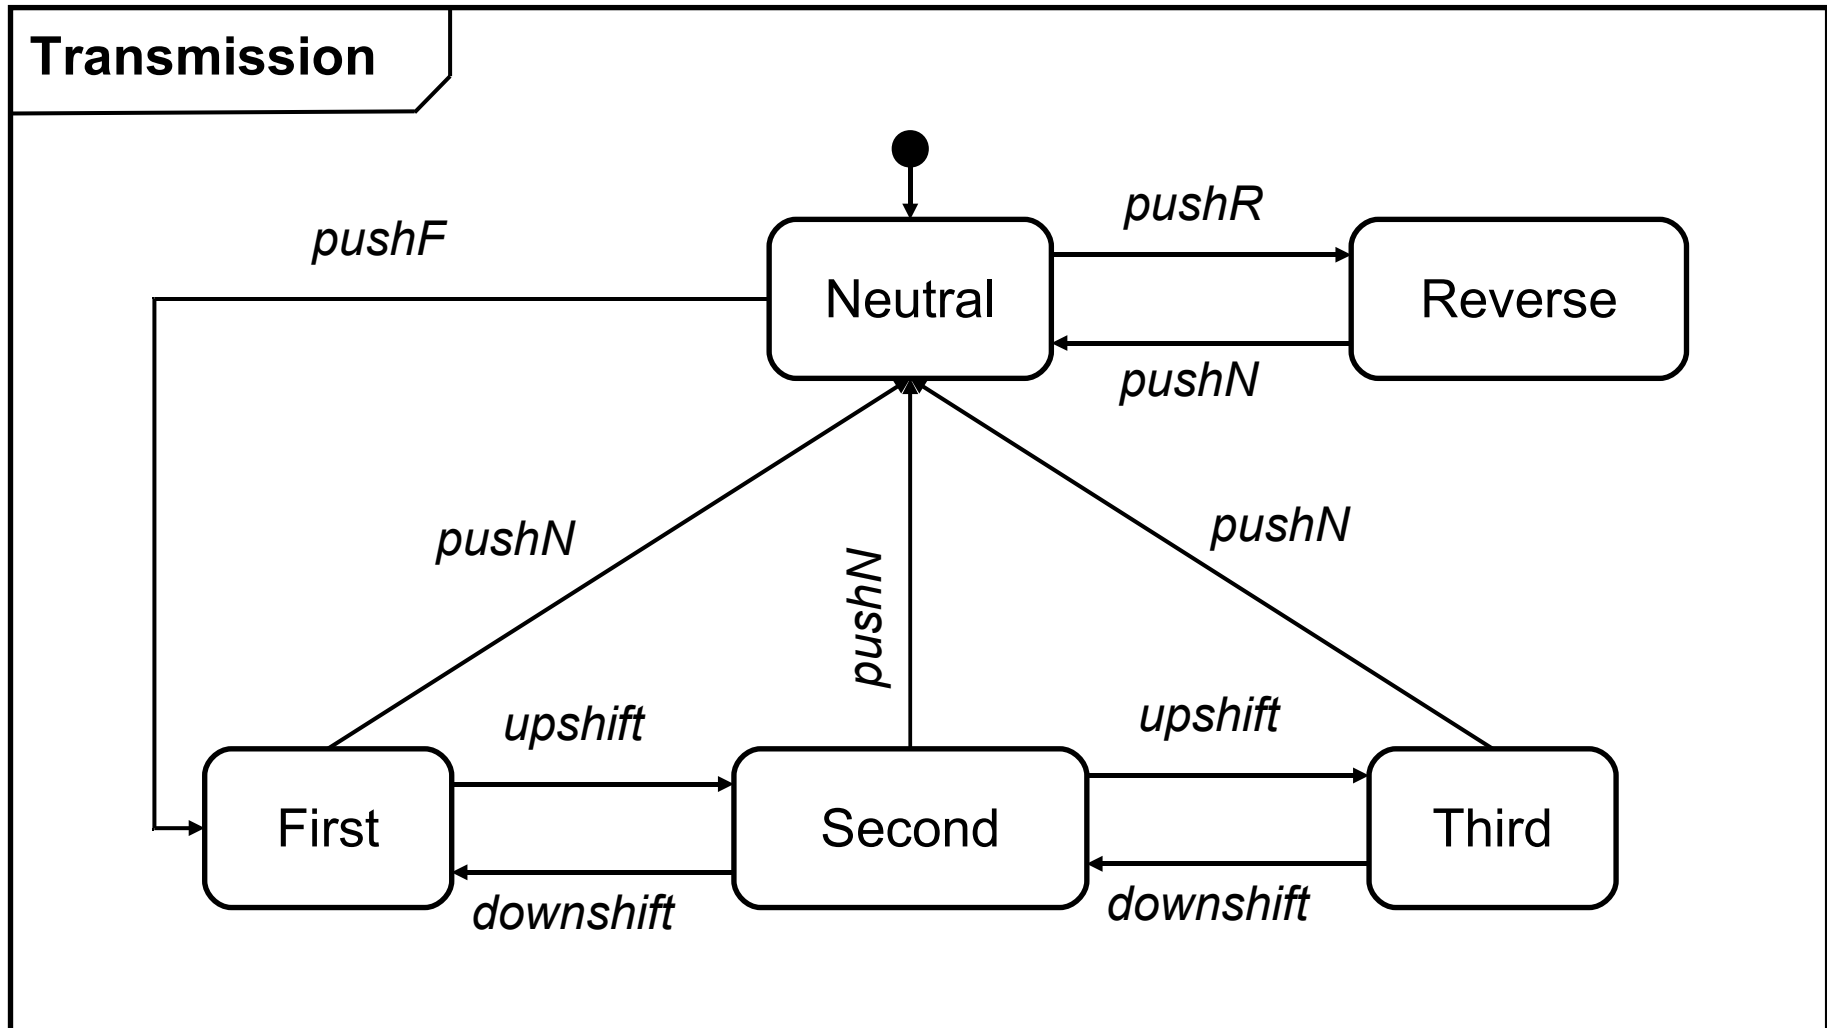 Transmission
pushR
pushF
Neutral
Reverse
pushN
pushN
pushN
pushN
upshift
upshift
First
Second
Third
downshift
downshift